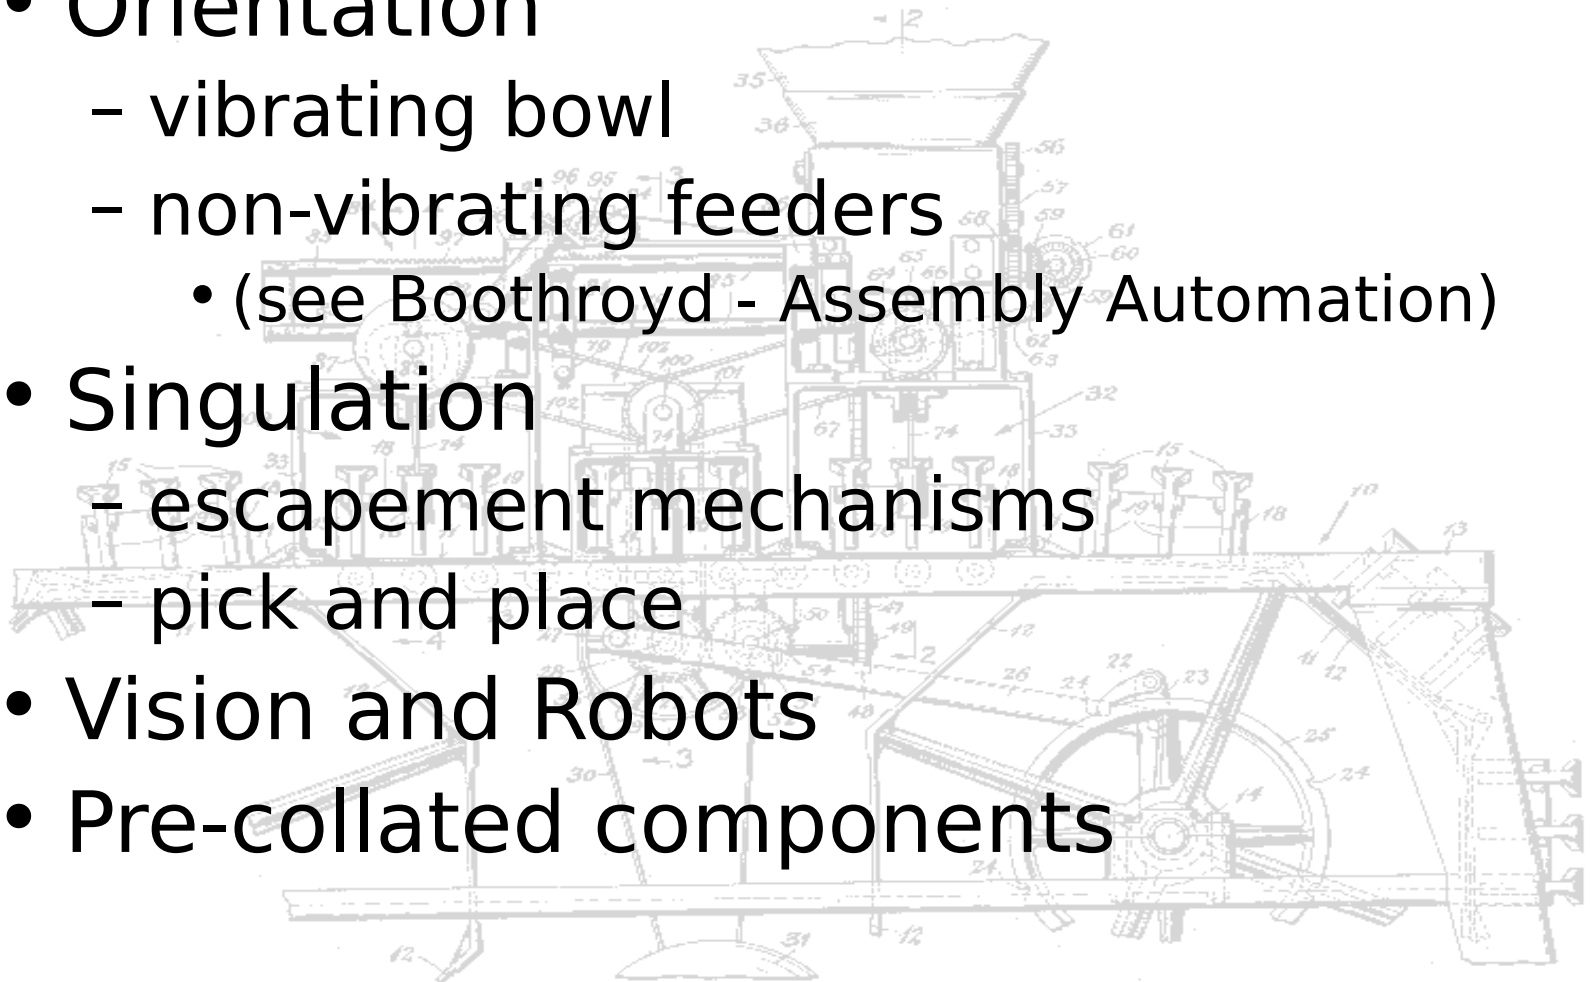 • Orientation
– vibrating bowl
– non-vibrating feeders
• (see Boothroyd - Assembly Automation)
• Singulation
– escapement mechanisms
– pick and place
• Vision and Robots
• Pre-collated components